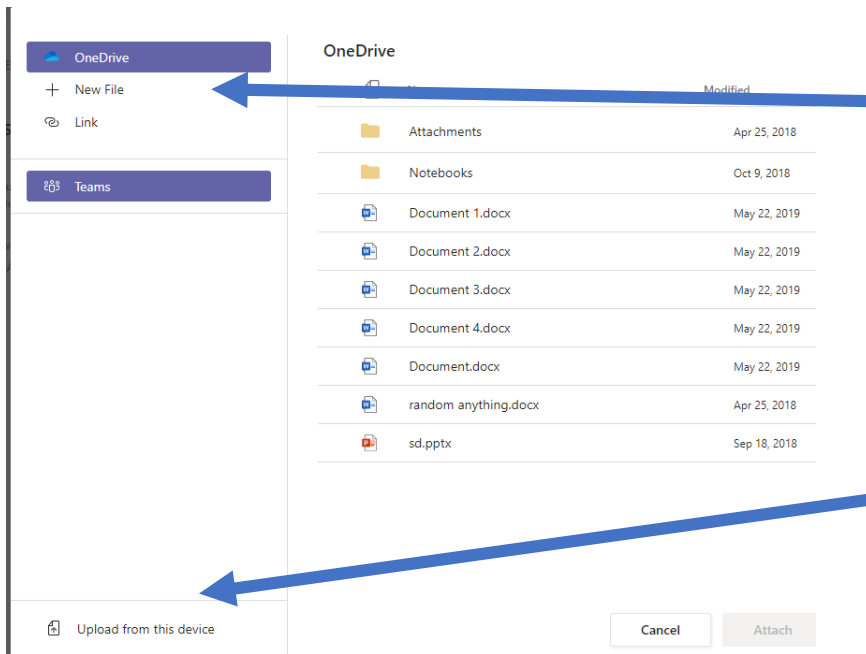 OneDrive
New File
Link
Teams
Upload from this device
OneDrive
Modified
Attachments Apr 25, 2018
Notebooks Oct 9, 2018
Document 1.docx May 22, 2019
Document 2.docx May 22, 2019
Document 3.docx May 22, 2019
Document 4.docx May 22, 2019
Document.docx May 22, 2019
random anything.docx Apr 25, 2018
sd.pptx Sep 18, 2018
Cancel Attach